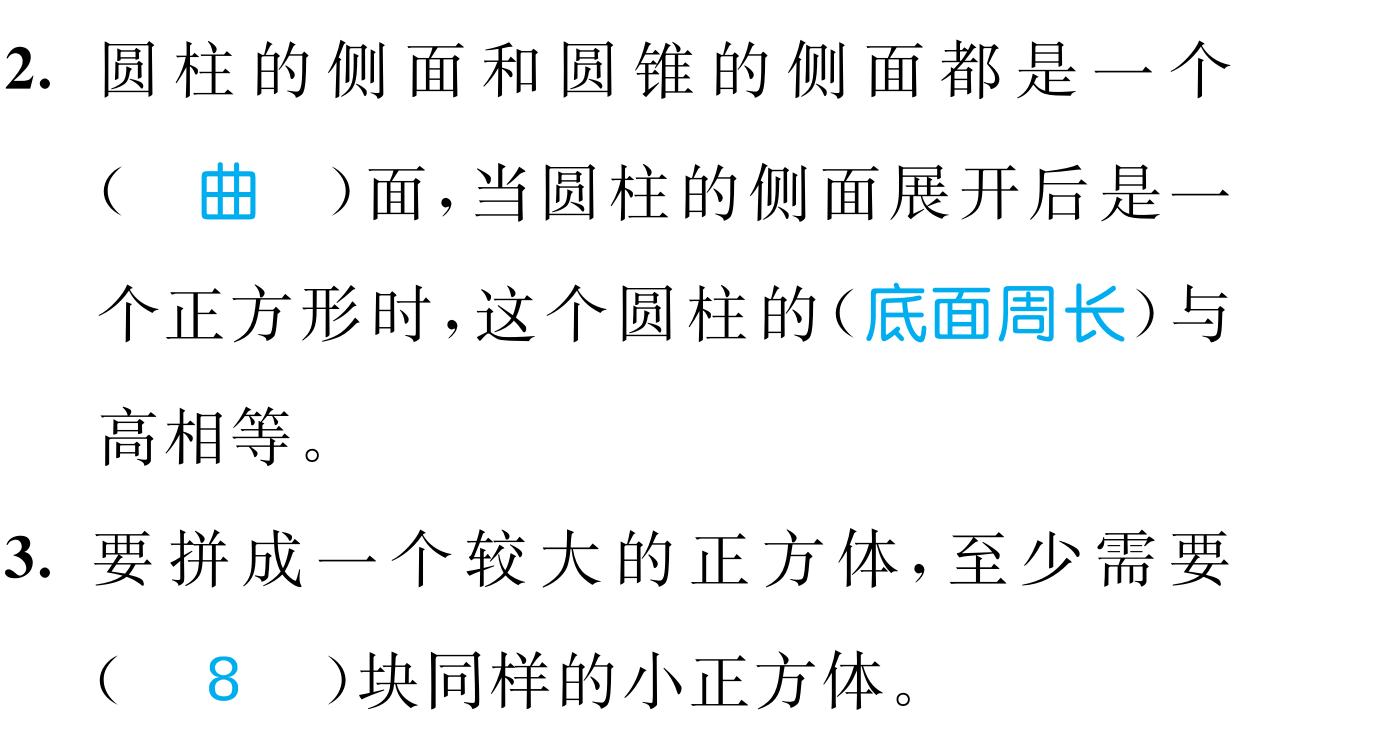 2. 圆柱的侧面和圆锥的侧面都是一个
( 曲 )面,当圆柱的侧面展开后是一
个正方形时,这个圆柱的(底面周长)与
高相等。
3. 要拼成一个较大的正方体,至少需要
( 8 )块同样的小正方体。